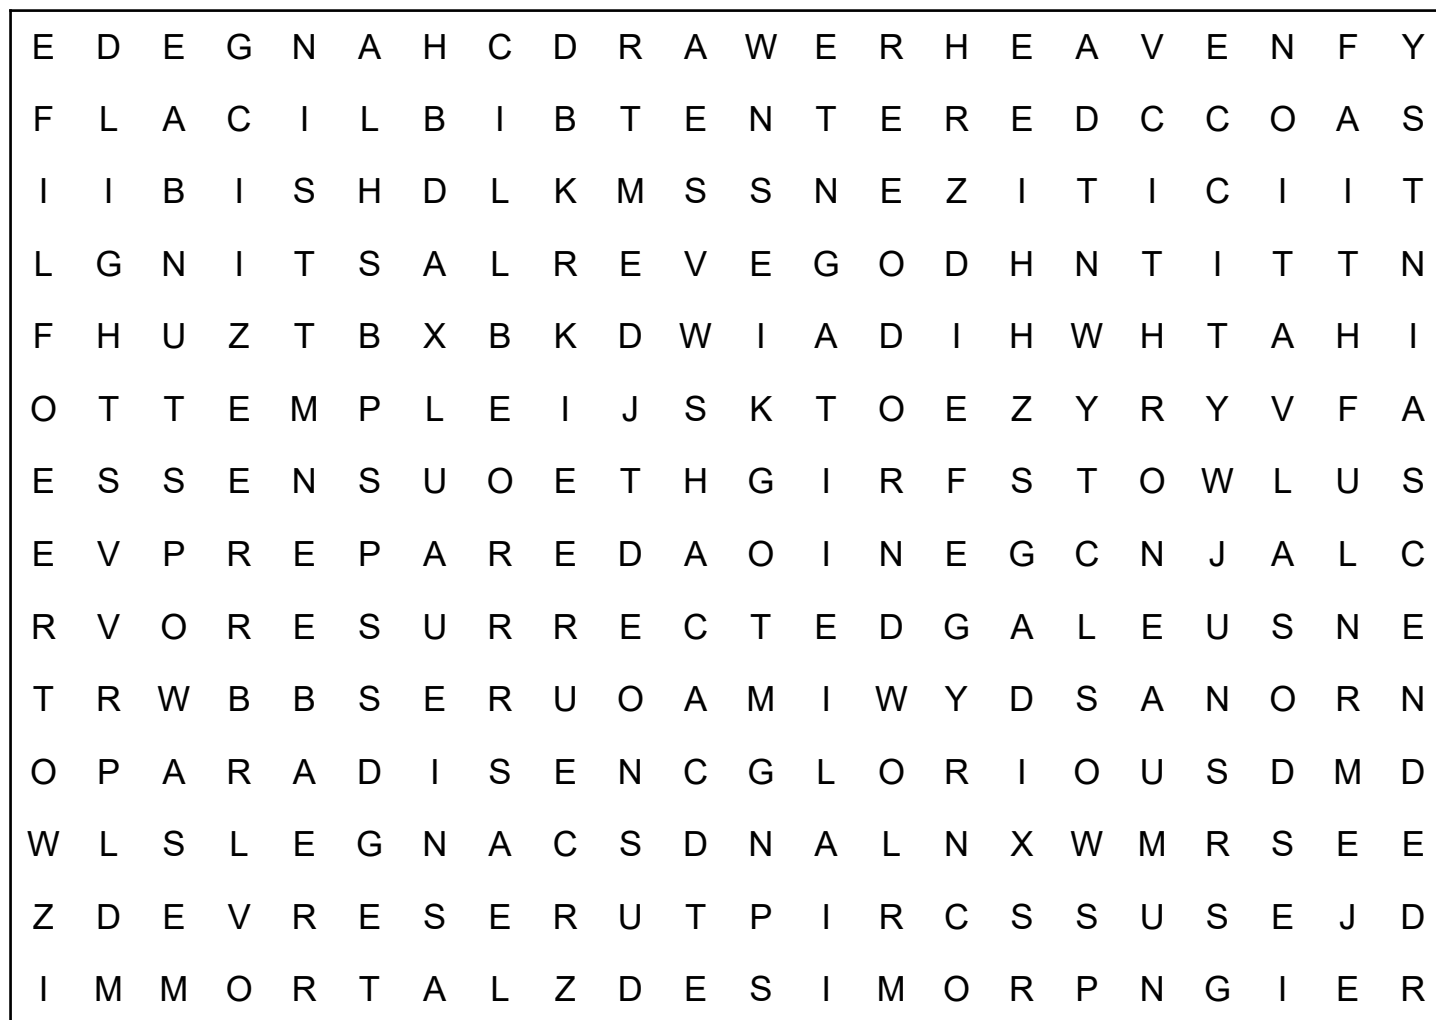 E D E G N A H C D R A W E R H E A V E N F Y
F L A C I L B I B T E N T E R E D C C O A S
I I B I S H D L K M S S N E Z I T I C I I T
L G N I T S A L R E V E G O D H N T I T T N
F H U Z T B X B K D W I A D I H W H T A H I
O T T E M P L E I J S K T O E Z Y R Y V F A
E S S E N S U O E T H G I R F S T O W L U S
E V P R E P A R E D A O I N E G C N J A L C
R V O R E S U R R E C T E D G A L E U S N E
T R W B B S E R U O A M I W Y D S A N O R N
O P A R A D I S E N C G L O R I O U S D M D
W L S L E G N A C S D N A L N X W M R S E E
Z D E V R E S E R U T P I R C S S U S E J D
I M M O R T A L Z D E S I M O R P N G I E R